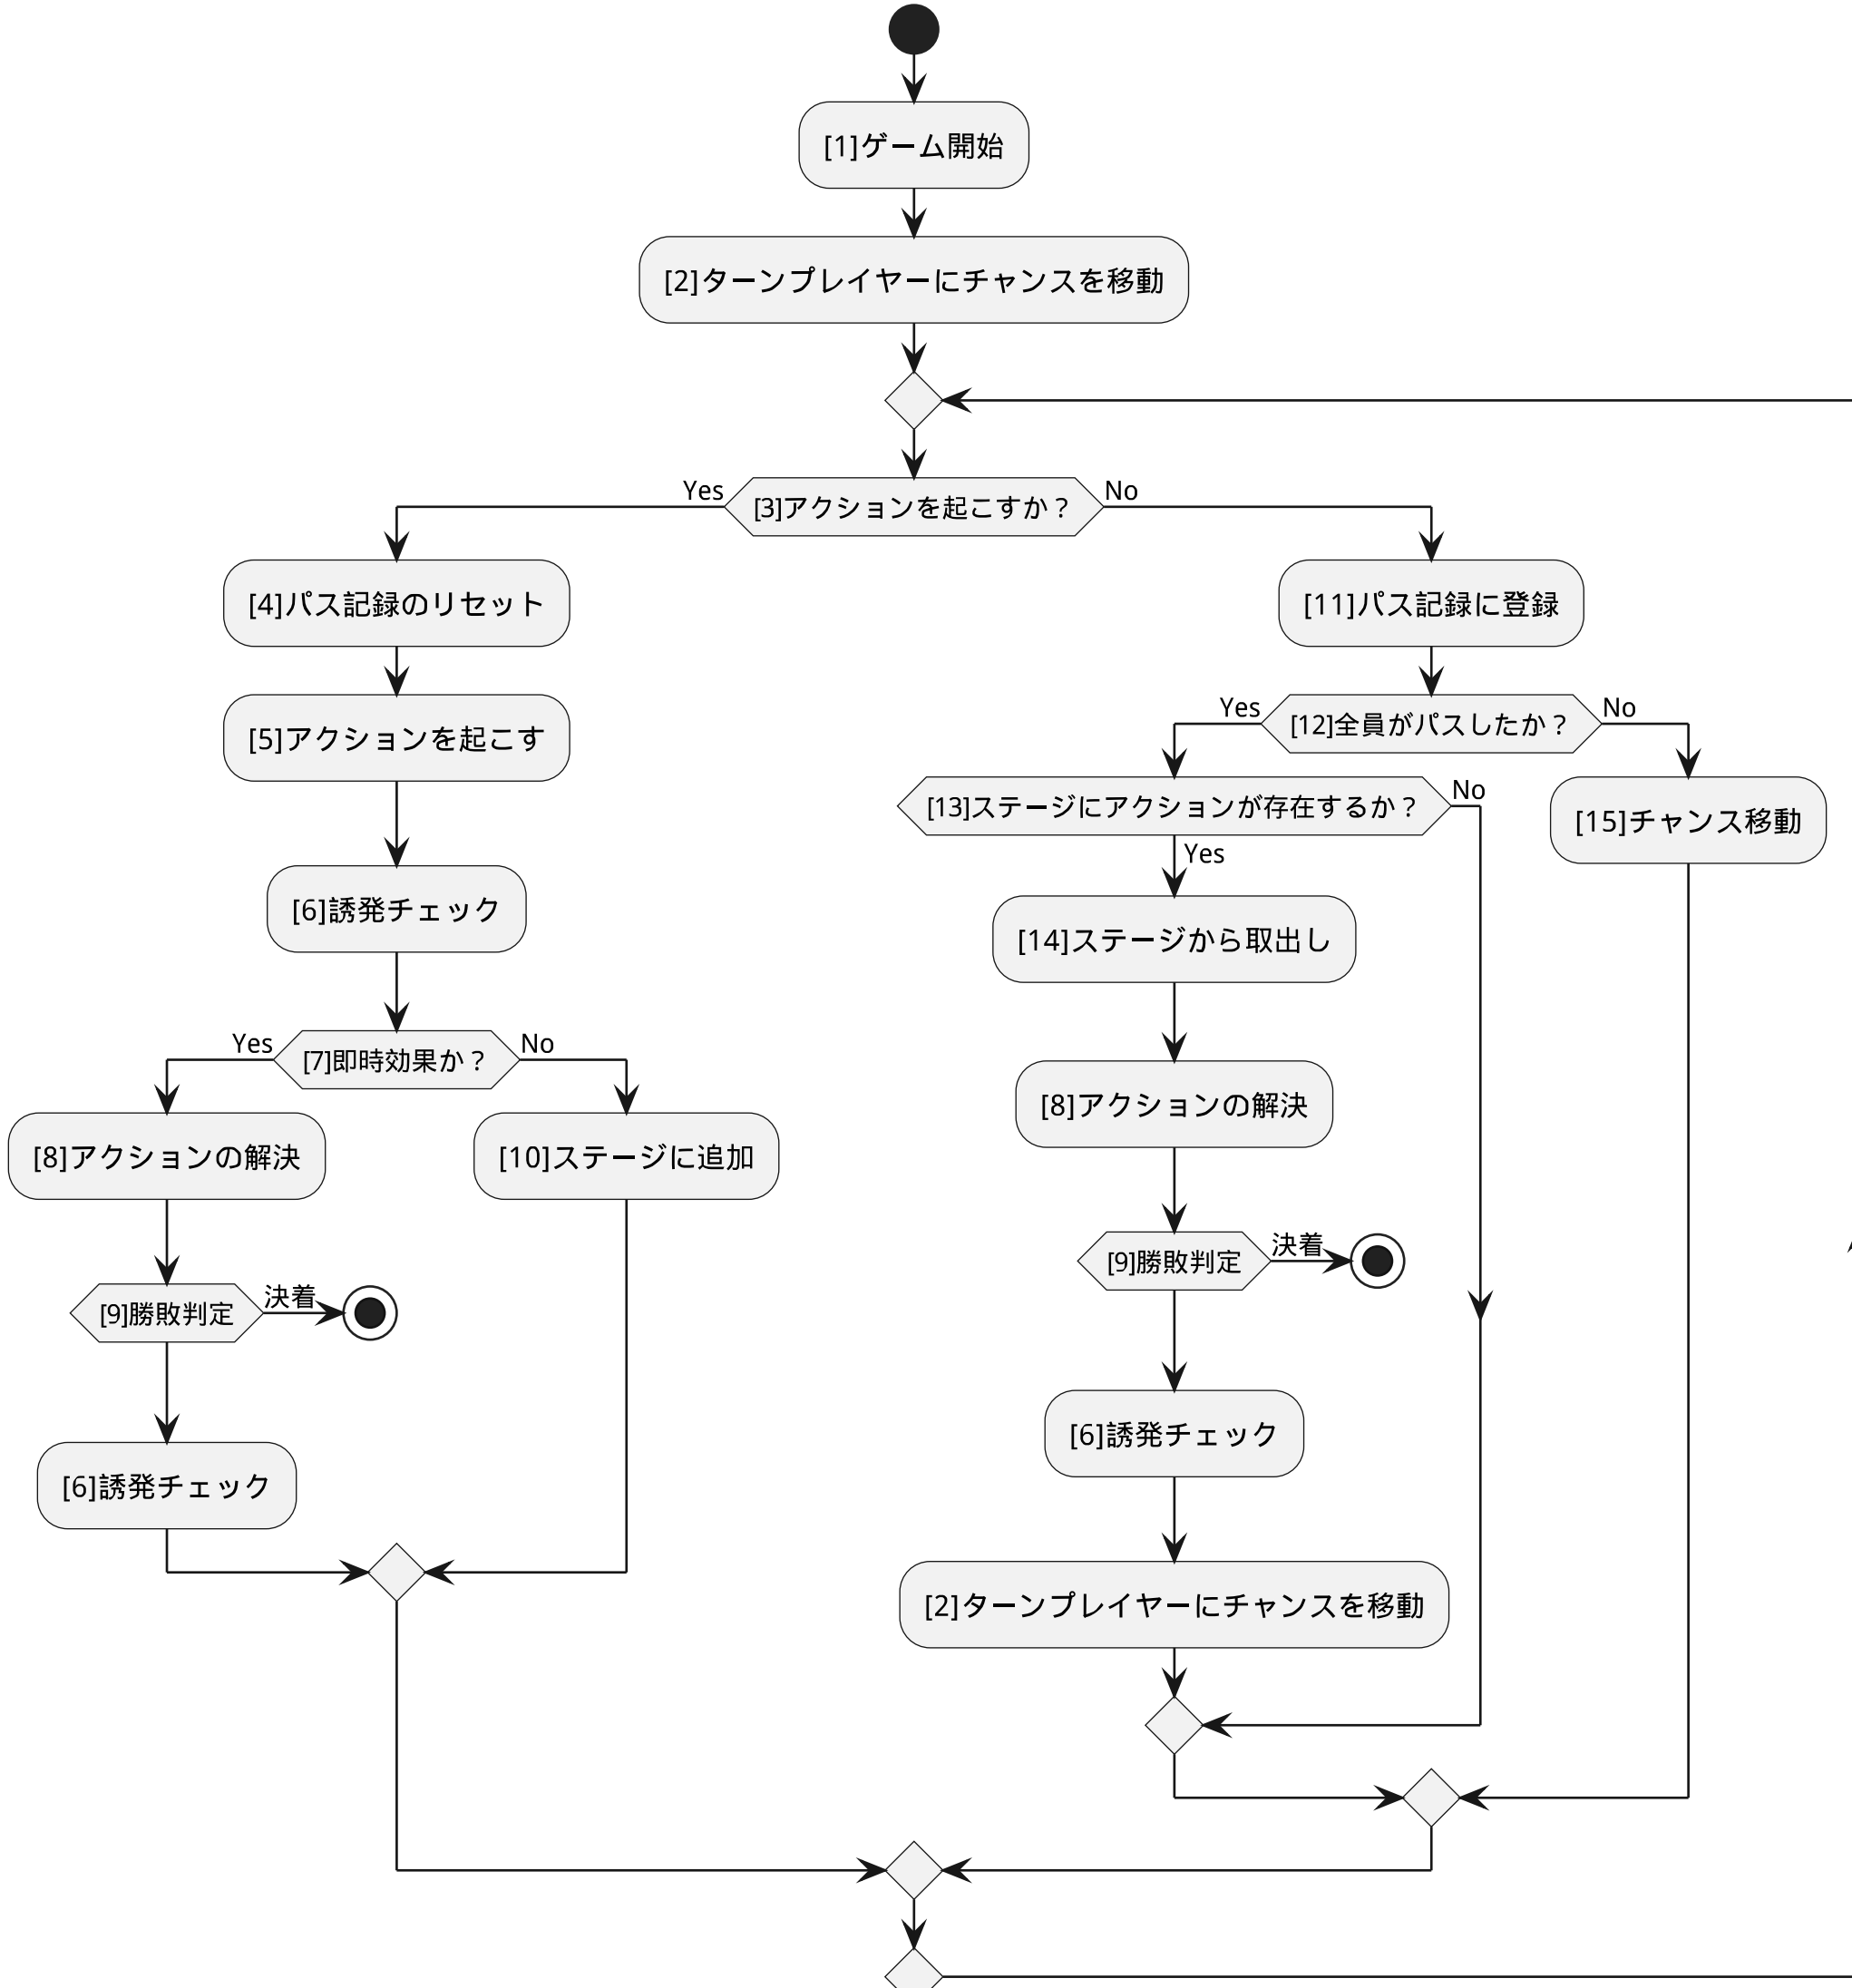 [1]ゲーム開始
[2]ターンプレイヤーにチャンスを移動
[3]アクションを起こすか？
Yes
No
[4]パス記録のリセット
[5]アクションを起こす
[6]誘発チェック
[7]即時効果か？
Yes
No
[8]アクションの解決
[9]勝敗判定
決着
[6]誘発チェック
[10]ステージに追加
[11]パス記録に登録
[12]全員がパスしたか？
Yes
No
[13]ステージにアクションが存在するか？
Yes
No
[14]ステージから取出し
[8]アクションの解決
[9]勝敗判定
決着
[6]誘発チェック
[2]ターンプレイヤーにチャンスを移動
[15]チャンス移動